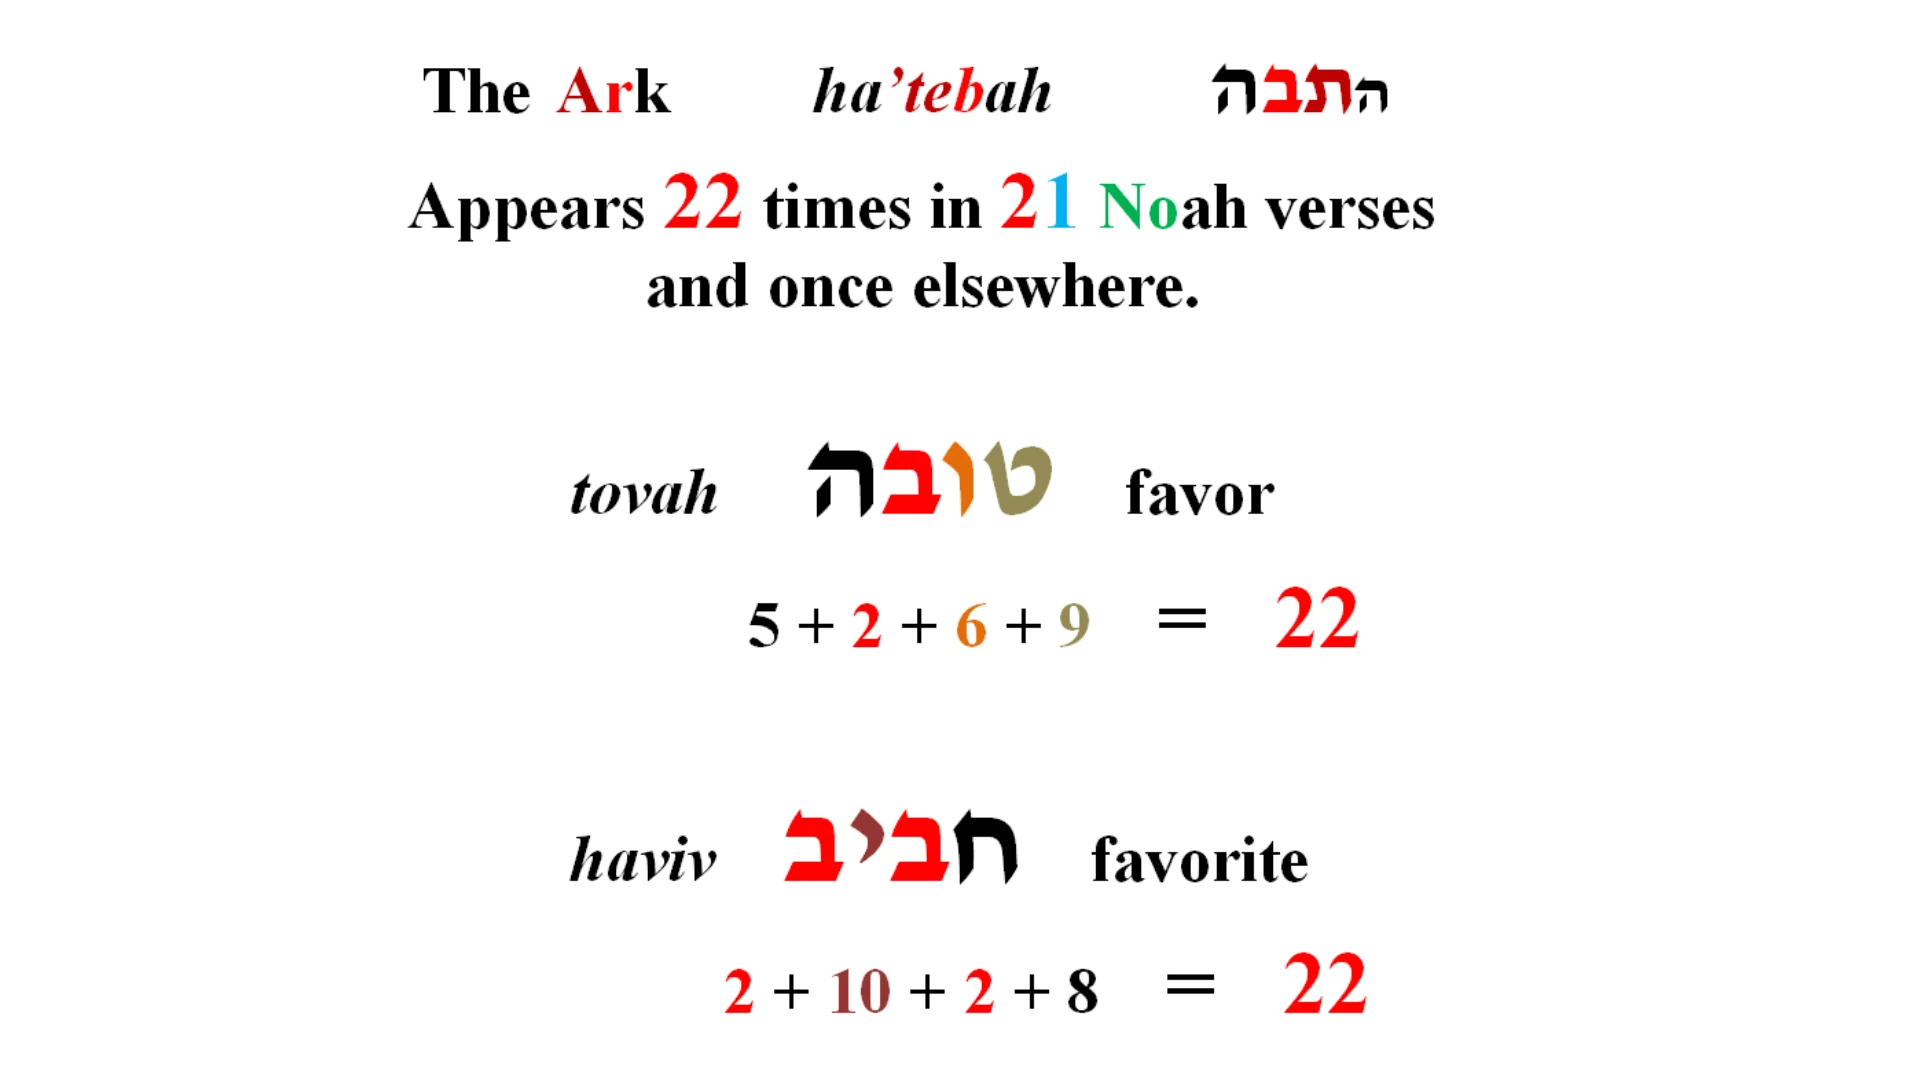 The Ark ha’tebah התבה
Appears 22 times in 21 Noah verses
and once elsewhere.
tovah טובה favor
5 + 2 + 6 + 9 = 22
haviv חביב favorite
2 + 10 + 2 + 8 = 22